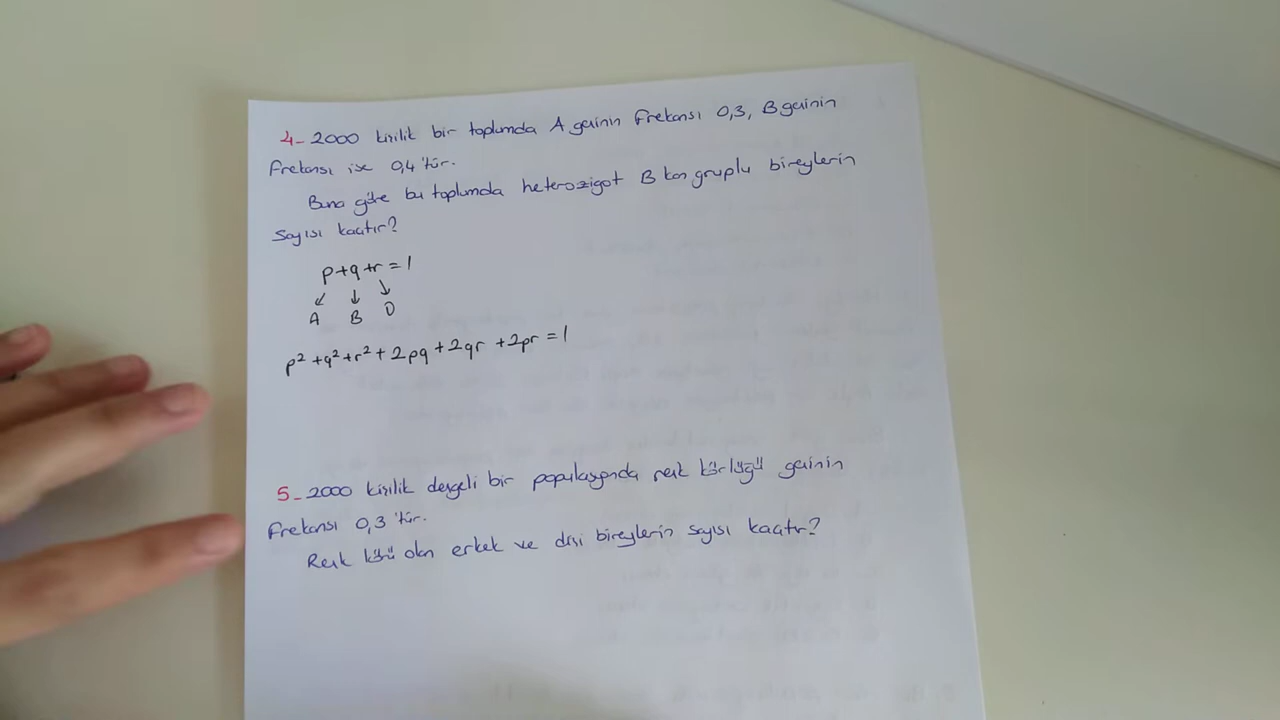 4- 2000 kişilik bir toplumda A geninin frekansı 0,3, B geninin
frekansı ise 0,4'tür.
Buna göre bu toplumda heterozigot B kan gruplu bireylerin
sayısı kaçtır?
p+q+r=1
↙ ↓ ↘
A B O
p²+q²+r²+2pq+2qr+2pr=1
5- 2000 kişilik dengeli bir populasyonda renk körlüğü geninin
frekansı 0,3'tür.
Renk körü olan erkek ve dişi bireylerin sayısı kaçtır?